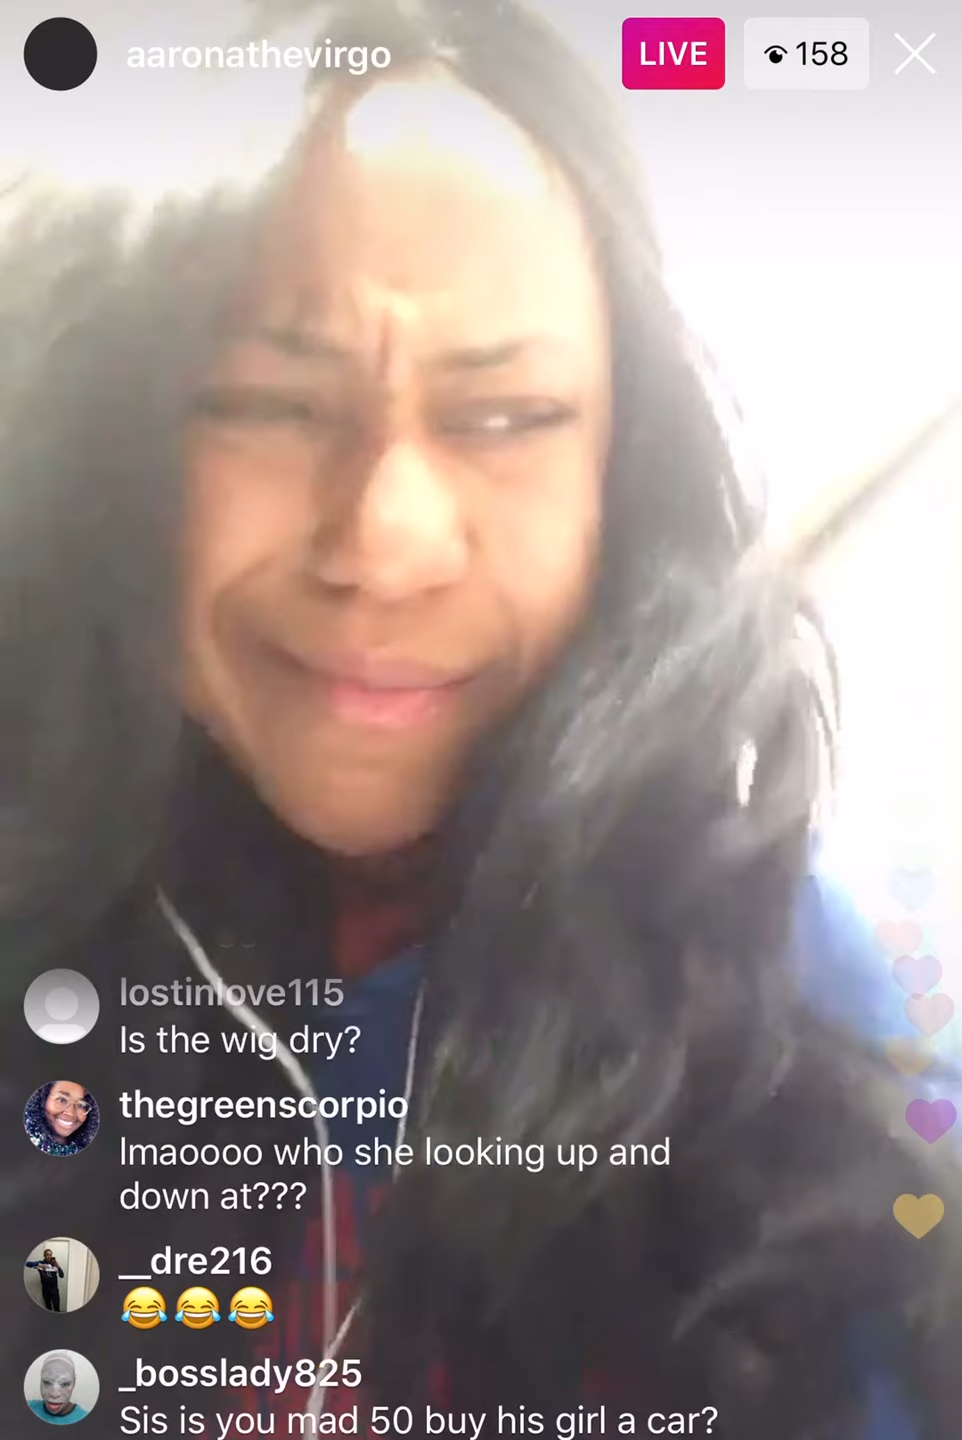 aaronathevirgo
LIVE
158
lostinlove115
Is the wig dry?
thegreenscorpio
lmaoooo who she looking up and
down at???
__dre216
😂😂😂
_bosslady825
Sis is you mad 50 buy his girl a car?